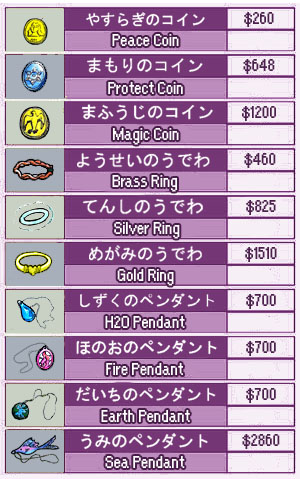 やすらぎのコイン $260
Peace Coin
まもりのコイン $648
Protect Coin
まふうじのコイン $1200
Magic Coin
ようせいのうでわ $460
Brass Ring
てんしのうでわ $825
Silver Ring
めがみのうでわ $1510
Gold Ring
しずくのペンダント $700
H2O Pendant
ほのおのペンダント $700
Fire Pendant
だいちのペンダント $700
Earth Pendant
うみのペンダント $2860
Sea Pendant